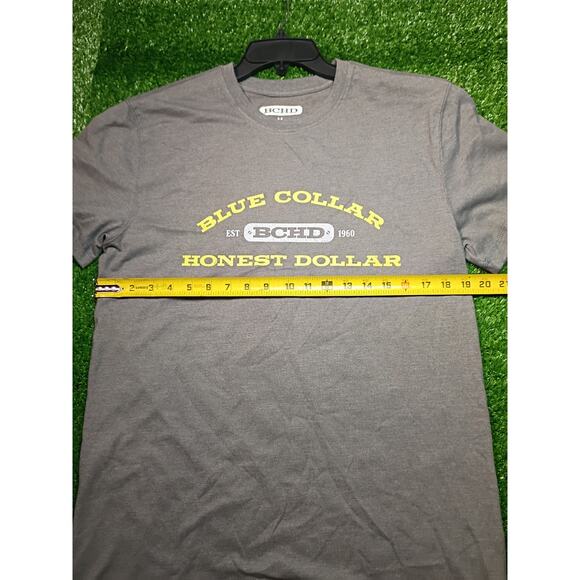 BCHD
M
BLUE COLLAR
EST BCHD 1960
HONEST DOLLAR
2 3 4 5 6 7 8 9 10 11 12 13 14 15 16 17 18 19 20 21